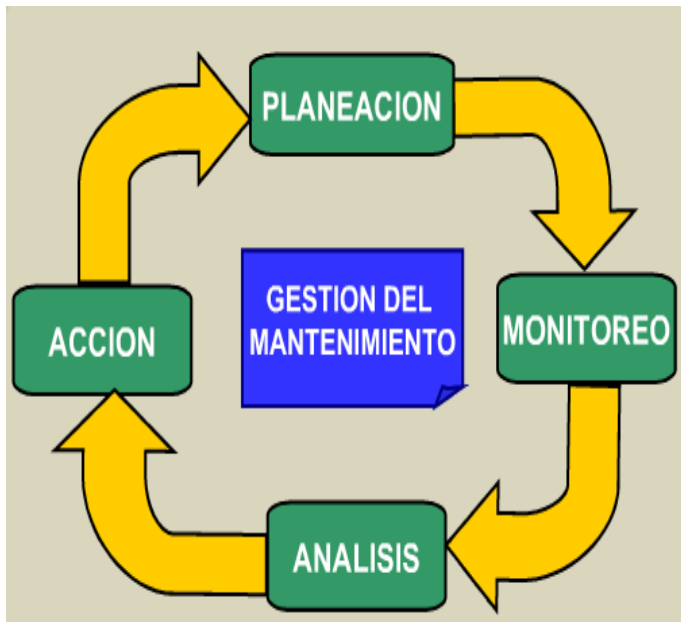 PLANEACION
GESTION DEL
MANTENIMIENTO
ACCION
MONITOREO
ANALISIS